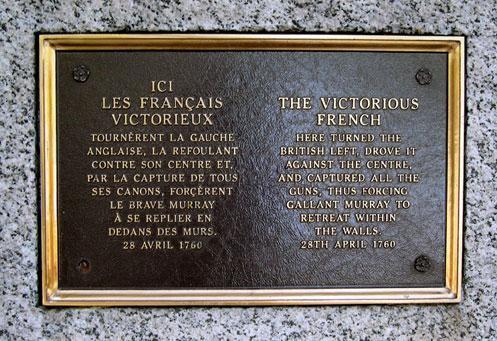 ICI
LES FRANÇAIS
VICTORIEUX
TOURNÈRENT LA GAUCHE
ANGLAISE, LA REFOULANT
CONTRE SON CENTRE ET,
PAR LA CAPTURE DE TOUS
SES CANONS, FORÇÈRENT
LE BRAVE MURRAY
À SE REPLIER EN
DEDANS DES MURS.
28 AVRIL 1760
THE VICTORIOUS
FRENCH
HERE TURNED THE
BRITISH LEFT, DROVE IT
AGAINST THE CENTRE,
AND CAPTURED ALL THE
GUNS, THUS FORCING
GALLANT MURRAY TO
RETREAT WITHIN
THE WALLS.
28TH APRIL 1760